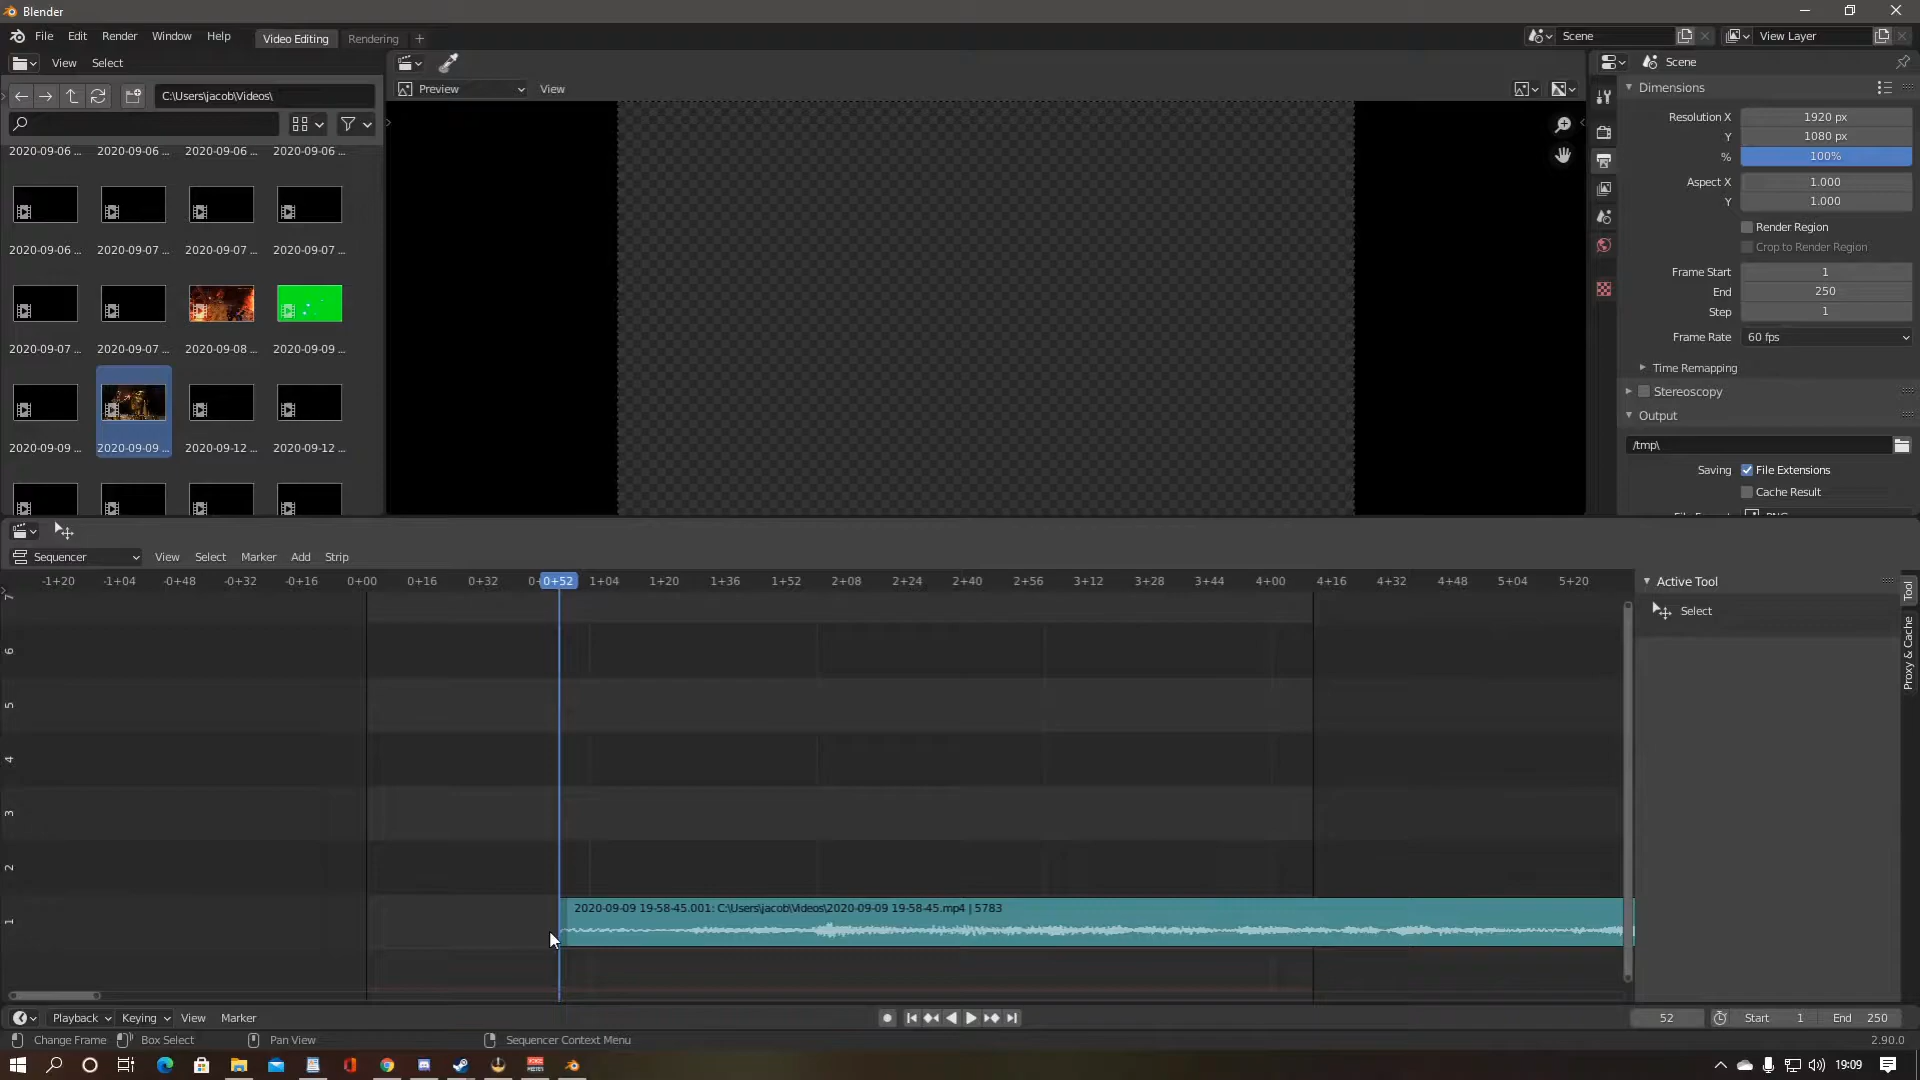 Blender
File Edit Render Window Help Video Editing Rendering + Scene View Layer
View Select Scene
C:\Users\jacob\Videos\ Preview View Dimensions
Resolution X 1920 px
Y 1080 px
2020-09-06 ... 2020-09-06 ... 2020-09-06 ... 2020-09-06 ...
% 100%
Aspect X 1.000
Y 1.000
Render Region
Crop to Render Region
2020-09-06 ... 2020-09-07 ... 2020-09-07 ... 2020-09-07 ...
Frame Start 1
End 250
Step 1
Frame Rate 60 fps
2020-09-07 ... 2020-09-07 ... 2020-09-08 ... 2020-09-09 ...
Time Remapping
Stereoscopy
Output
/tmp\
2020-09-09 ... 2020-09-09 ... 2020-09-12 ... 2020-09-12 ...
Saving File Extensions
Cache Result
Sequencer View Select Marker Add Strip
-1+20 -1+04 -0+48 -0+32 -0+16 0+00 0+16 0+32 0+52 1+04 1+20 1+36 1+52 2+08 2+24 2+40 2+56 3+12 3+28 3+44 4+00 4+16 4+32 4+48 5+04 5+20
Active Tool
Select
Tool
Proxy & Cache
7
6
5
4
3
2
1
2020-09-09 19-58-45.001: C:\Users\jacob\Videos\2020-09-09 19-58-45.mp4 | 5783
Playback Keying View Marker 52 Start 1 End 250
Change Frame Box Select Pan View Sequencer Context Menu 2.90.0
19:09